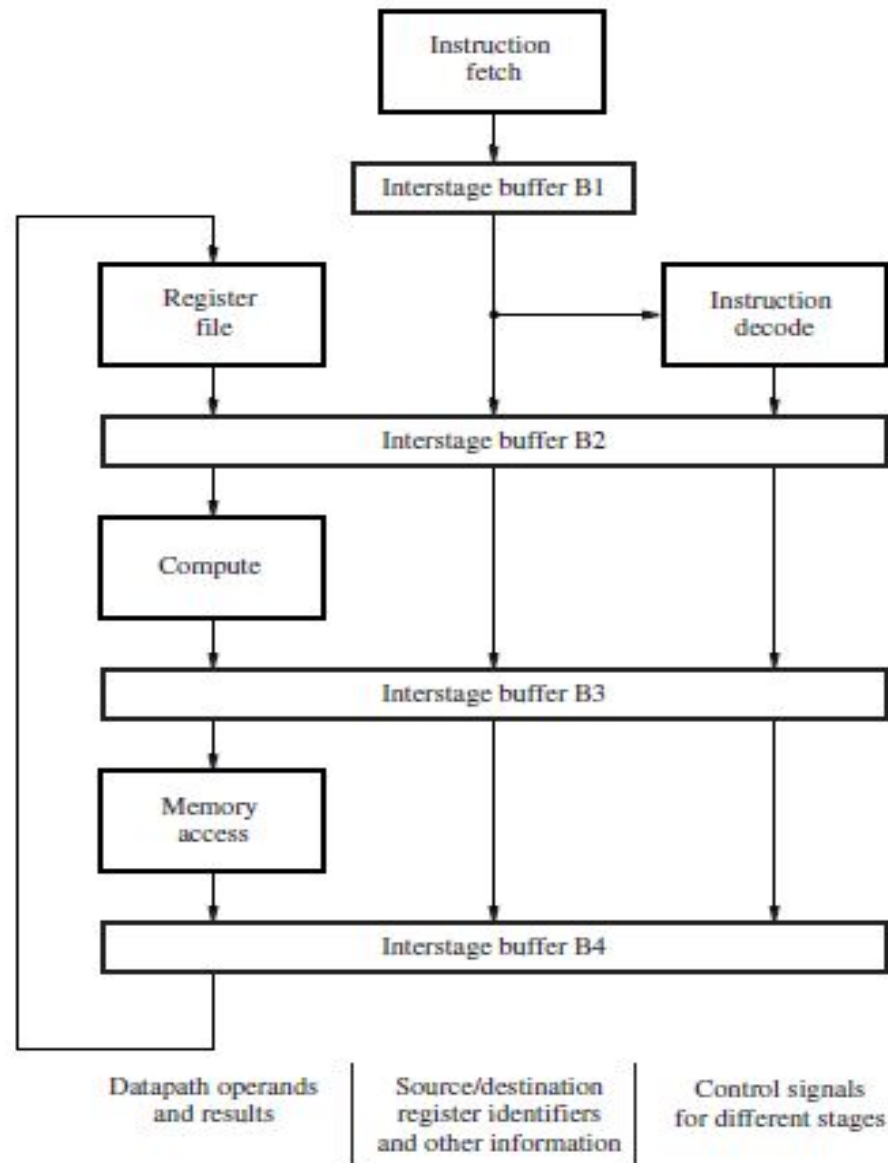 Instruction
fetch
Interstage buffer B1
Register
file
Instruction
decode
Interstage buffer B2
Compute
Interstage buffer B3
Memory
access
Interstage buffer B4
Datapath operands
and results
Source/destination
register identifiers
and other information
Control signals
for different stages